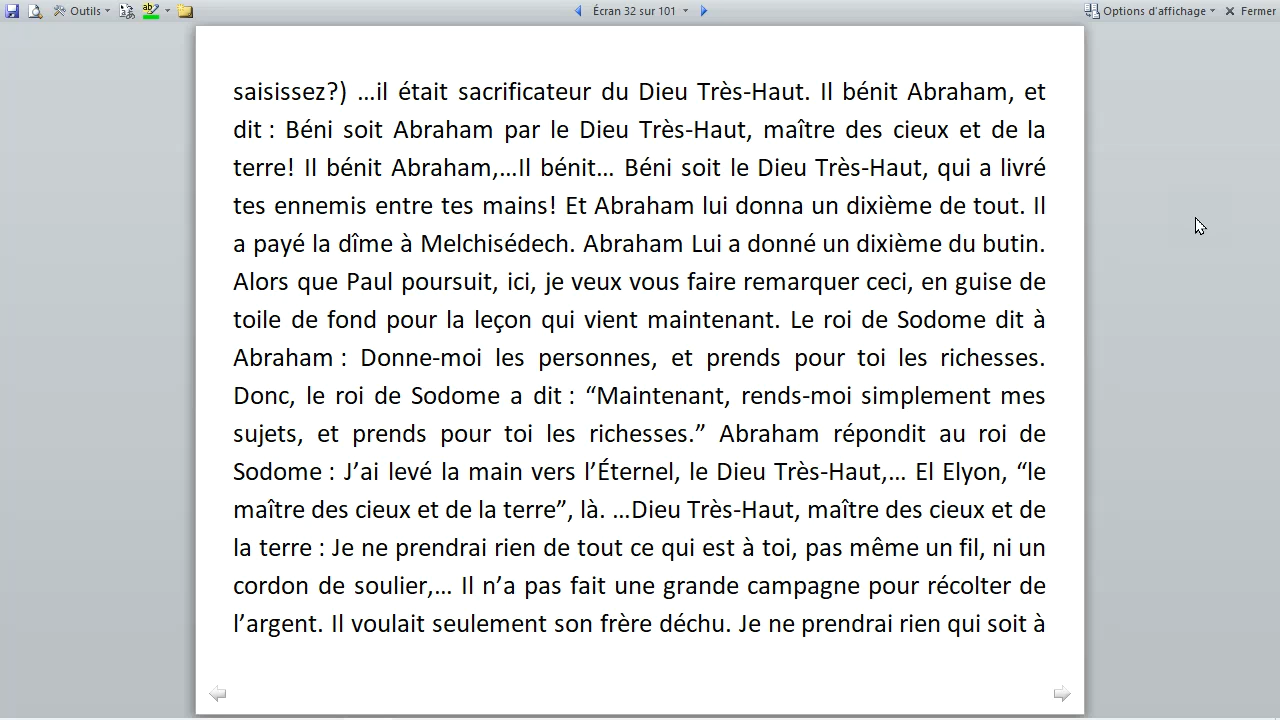 Outils
Écran 32 sur 101
Options d'affichage
Fermer
saisissez?) …il était sacrificateur du Dieu Très-Haut. Il bénit Abraham, et
dit : Béni soit Abraham par le Dieu Très-Haut, maître des cieux et de la
terre! Il bénit Abraham,…Il bénit… Béni soit le Dieu Très-Haut, qui a livré
tes ennemis entre tes mains! Et Abraham lui donna un dixième de tout. Il
a payé la dîme à Melchisédech. Abraham Lui a donné un dixième du butin.
Alors que Paul poursuit, ici, je veux vous faire remarquer ceci, en guise de
toile de fond pour la leçon qui vient maintenant. Le roi de Sodome dit à
Abraham : Donne-moi les personnes, et prends pour toi les richesses.
Donc, le roi de Sodome a dit : “Maintenant, rends-moi simplement mes
sujets, et prends pour toi les richesses.” Abraham répondit au roi de
Sodome : J’ai levé la main vers l’Éternel, le Dieu Très-Haut,… El Elyon, “le
maître des cieux et de la terre”, là. …Dieu Très-Haut, maître des cieux et de
la terre : Je ne prendrai rien de tout ce qui est à toi, pas même un fil, ni un
cordon de soulier,… Il n’a pas fait une grande campagne pour récolter de
l’argent. Il voulait seulement son frère déchu. Je ne prendrai rien qui soit à